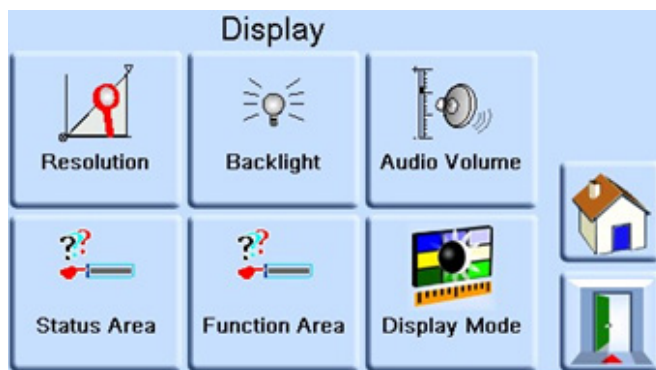 Display
Resolution
Backlight
Audio Volume
??
??
Status Area
Function Area
Display Mode